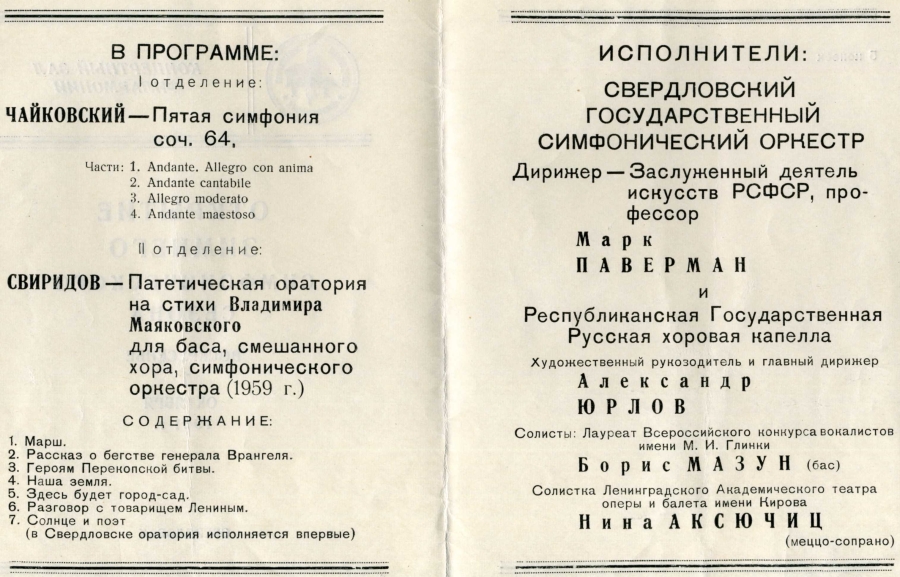 В ПРОГРАММЕ:
I отделение:
ЧАЙКОВСКИЙ — Пятая симфония
соч. 64,
Части: 1. Andante. Allegro con anima
2. Andante cantabile
3. Allegro moderato
4. Andante maestoso
II отделение:
СВИРИДОВ — Патетическая оратория
на стихи Владимира
Маяковского
для баса, смешанного
хора, симфонического
оркестра (1959 г.)
СОДЕРЖАНИЕ:
1. Марш.
2. Рассказ о бегстве генерала Врангеля.
3. Героям Перекопской битвы.
4. Наша земля.
5. Здесь будет город-сад.
6. Разговор с товарищем Лениным.
7. Солнце и поэт
(в Свердловске оратория исполняется впервые)
ИСПОЛНИТЕЛИ:
СВЕРДЛОВСКИЙ
ГОСУДАРСТВЕННЫЙ
СИМФОНИЧЕСКИЙ ОРКЕСТР
Дирижер — Заслуженный деятель
искусств РСФСР, про-
фессор
Марк
ПАВЕРМАН
и
Республиканская Государственная
Русская хоровая капелла
Художественный руководитель и главный дирижер
Александр
ЮРЛОВ
Солисты: Лауреат Всероссийского конкурса вокалистов
имени М. И. Глинки
Борис МАЗУН (бас)
Солистка Ленинградского Академического театра
оперы и балета имени Кирова
Нина АКСЮЧИЦ
(меццо-сопрано)